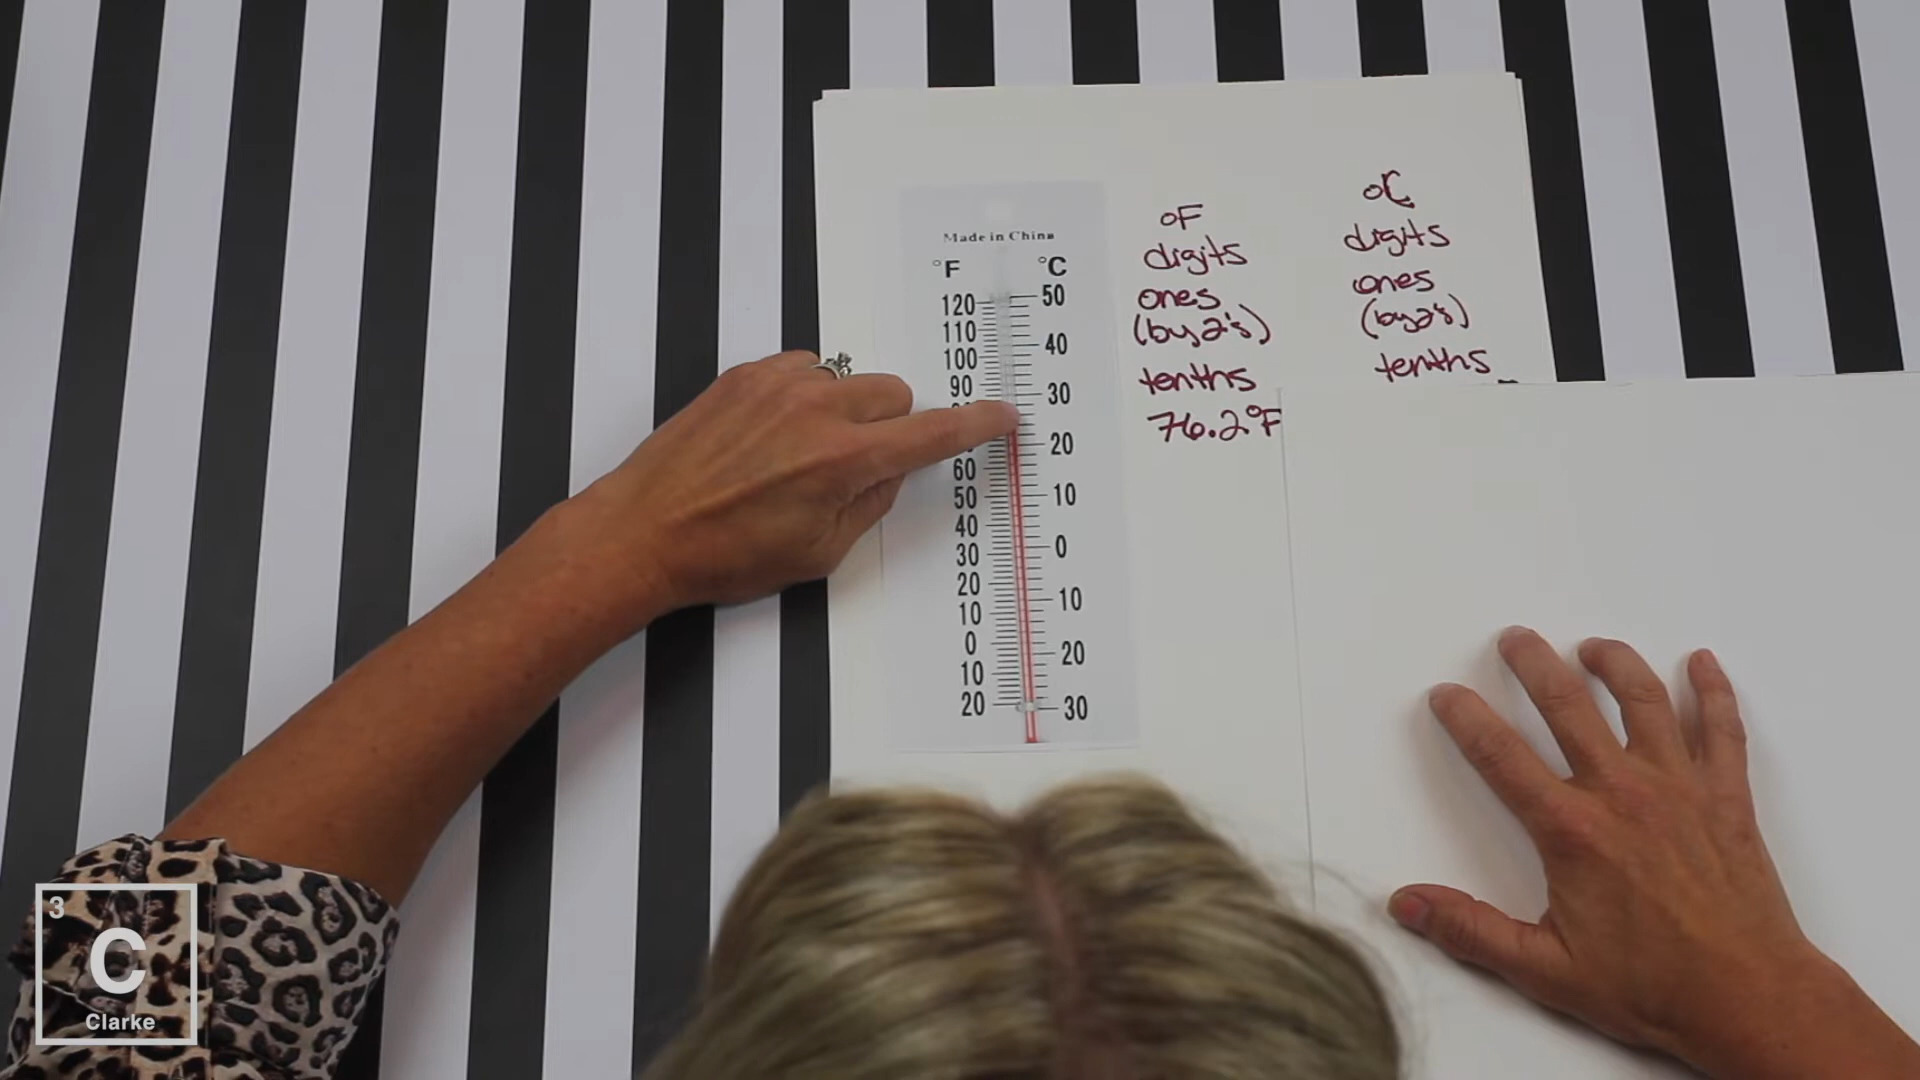 Made in China
°F °C
120 50
110
100 40
90 30
20
60
50 10
40
30 0
20
10 10
0
10 20
20 30
°F
digits
ones
(by 2's)
tenths
76.2°F
°C
digits
ones
(by 2's)
tenths
3
C
Clarke